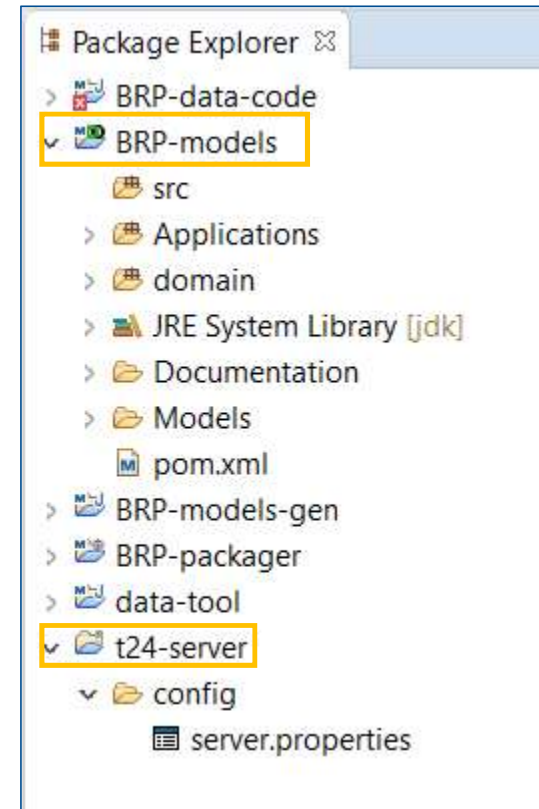 Package Explorer
BRP-data-code
BRP-models
src
Applications
domain
JRE System Library [jdk]
Documentation
Models
pom.xml
BRP-models-gen
BRP-packager
data-tool
t24-server
config
server.properties